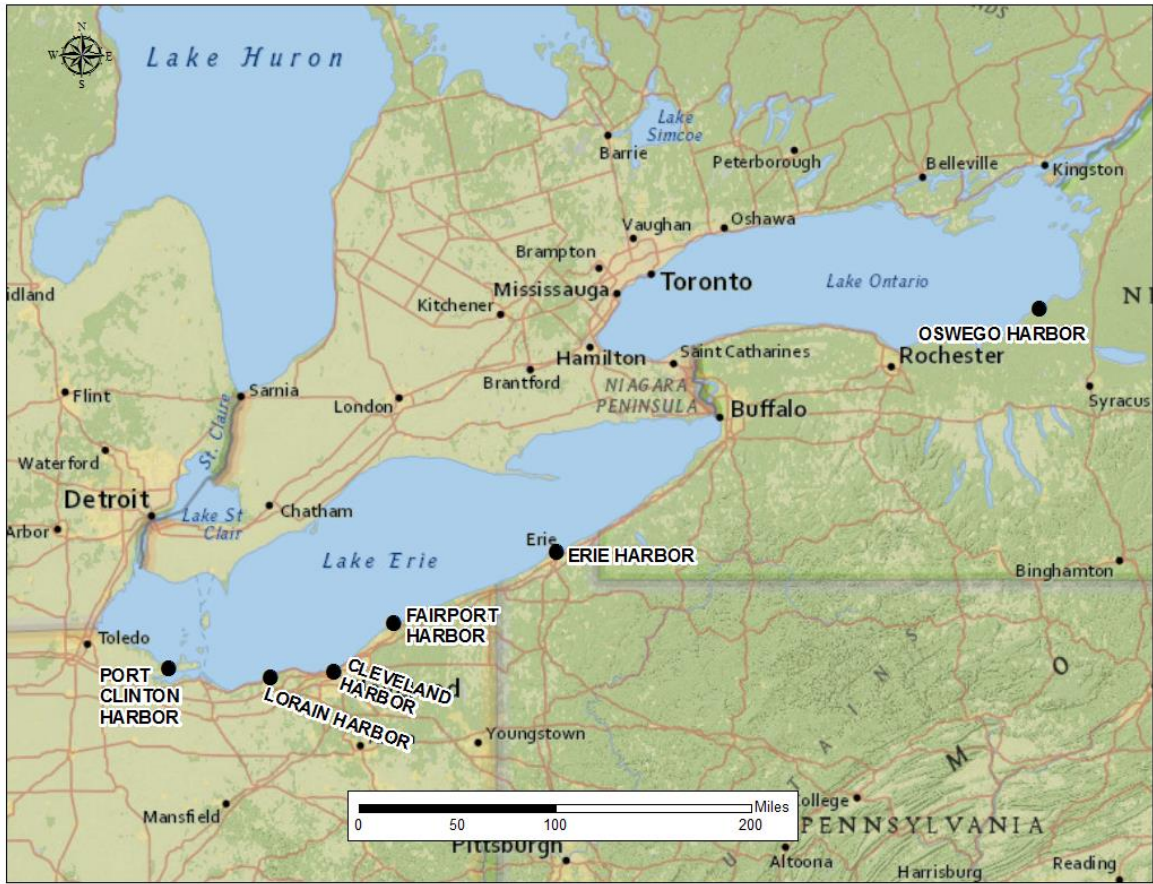 N
W E
S
Lake Huron
NDS
Lake
Simcoe
Barrie
Peterborough
Belleville
Kingston
Vaughan
Oshawa
Brampton
Toronto
Lake Ontario
Mississauga
idland
Kitchener
OSWEGO HARBOR
Hamilton
Saint Catharines
Rochester
Brantford
NIAGARA
PENINSULA
Flint
Sarnia
London
Buffalo
Syracus
St. Claire
Waterford
Detroit
Lake St
Clair
Chatham
Arbor
Erie
ERIE HARBOR
Lake Erie
Binghamton
FAIRPORT
HARBOR
Toledo
PORT
CLINTON
HARBOR
CLEVELAND
HARBOR
d
LORAIN HARBOR
Youngstown
Mansfield
Miles
0 50 100 200
College
PENNSYLVANIA
Pittsburgh
Altoona
Harrisburg
Reading